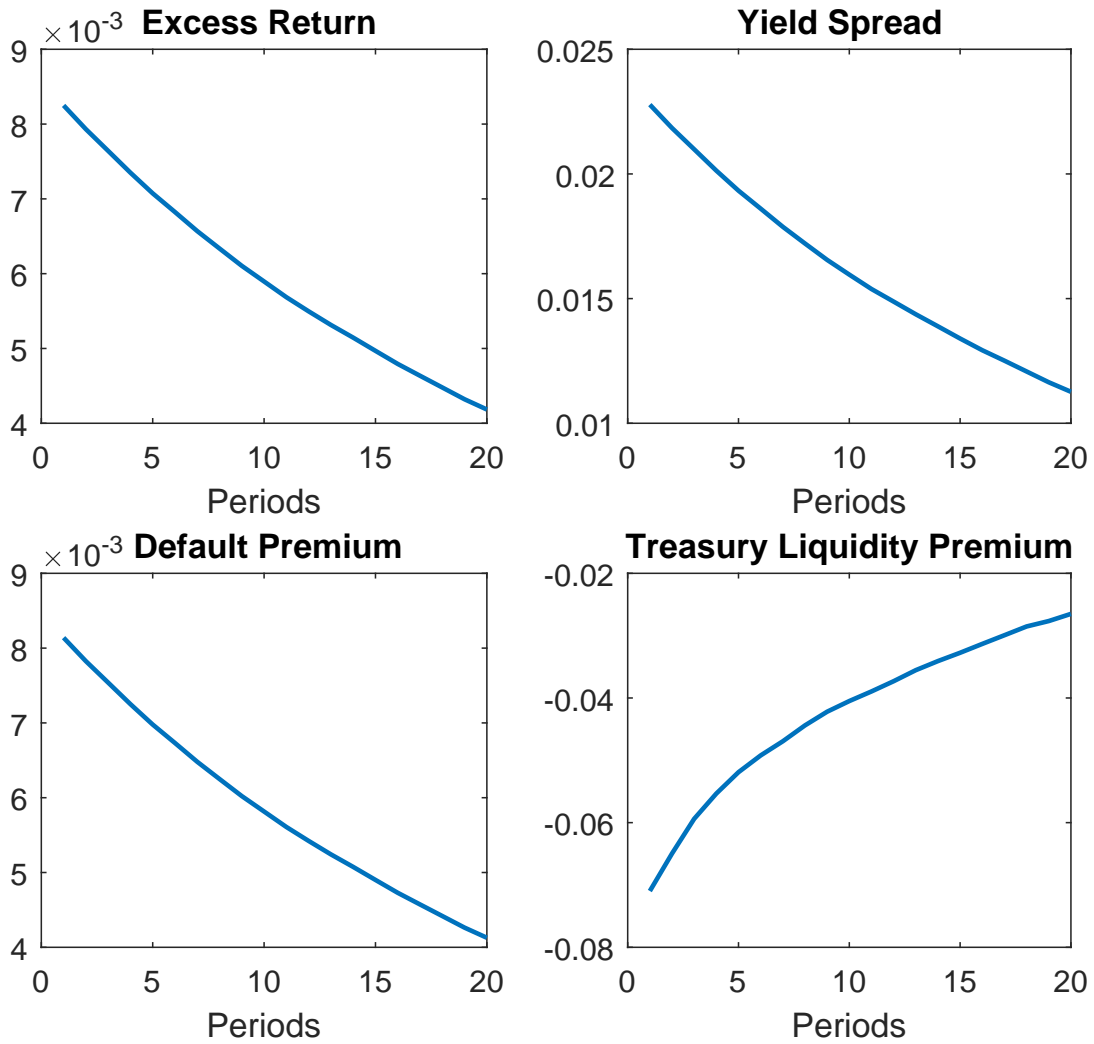 ×10-3 Excess Return
9
8
7
6
5
4
0 5 10 15 20
Periods
Yield Spread
0.025
0.02
0.015
0.01
0 5 10 15 20
Periods
×10-3 Default Premium
9
8
7
6
5
4
0 5 10 15 20
Periods
Treasury Liquidity Premium
-0.02
-0.04
-0.06
-0.08
0 5 10 15 20
Periods